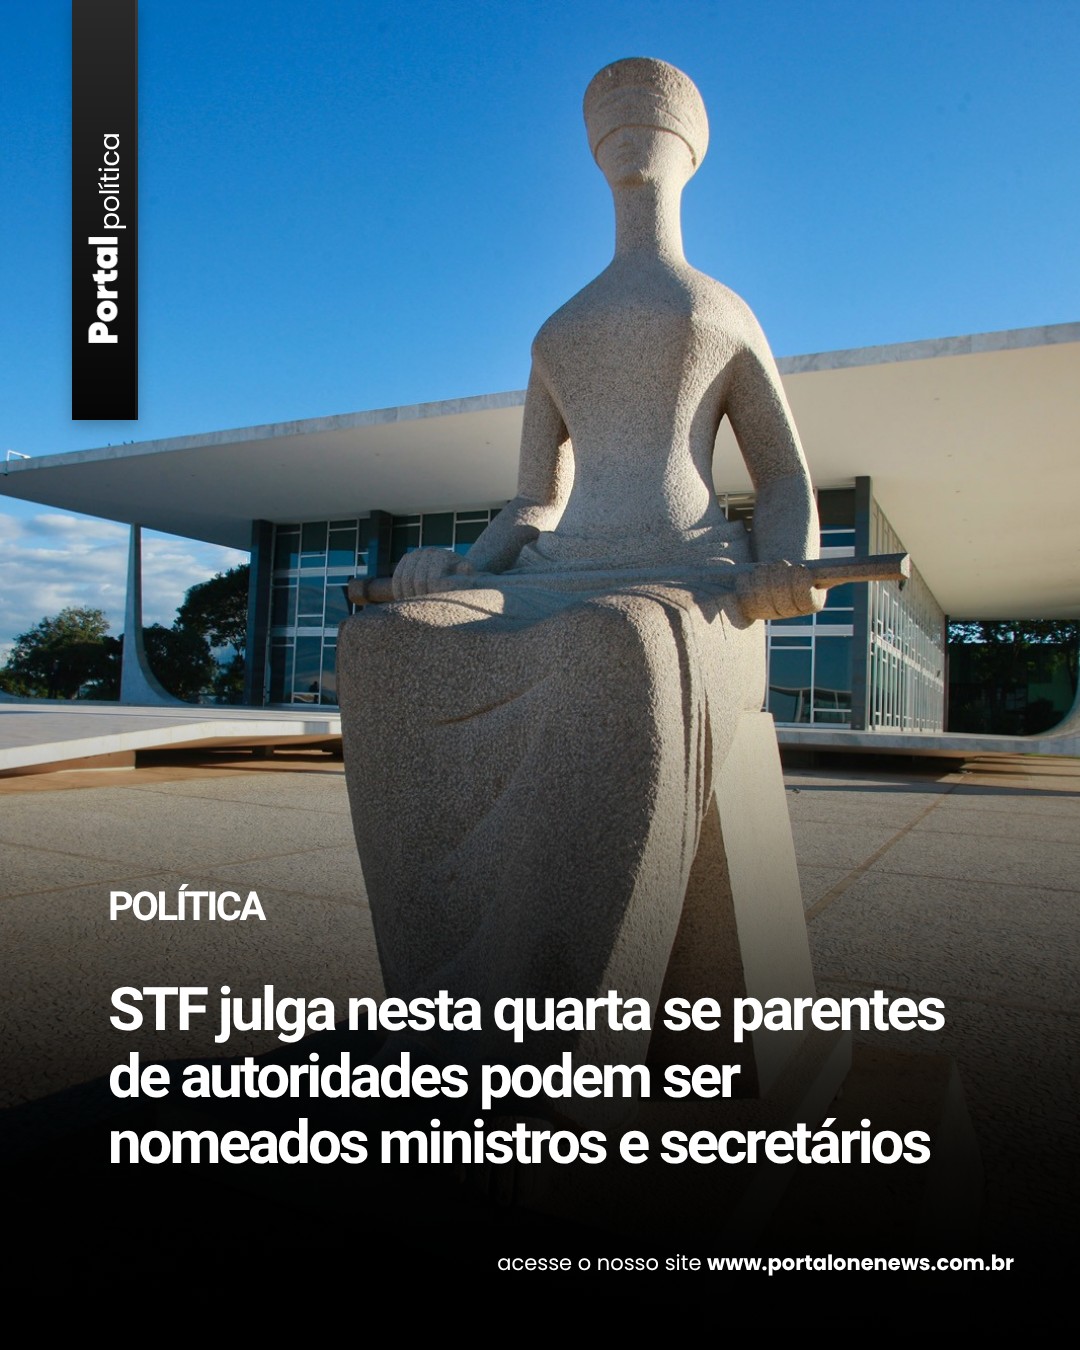 Portal política
POLÍTICA
STF julga nesta quarta se parentes
de autoridades podem ser
nomeados ministros e secretários
acesse o nosso site www.portalonenews.com.br